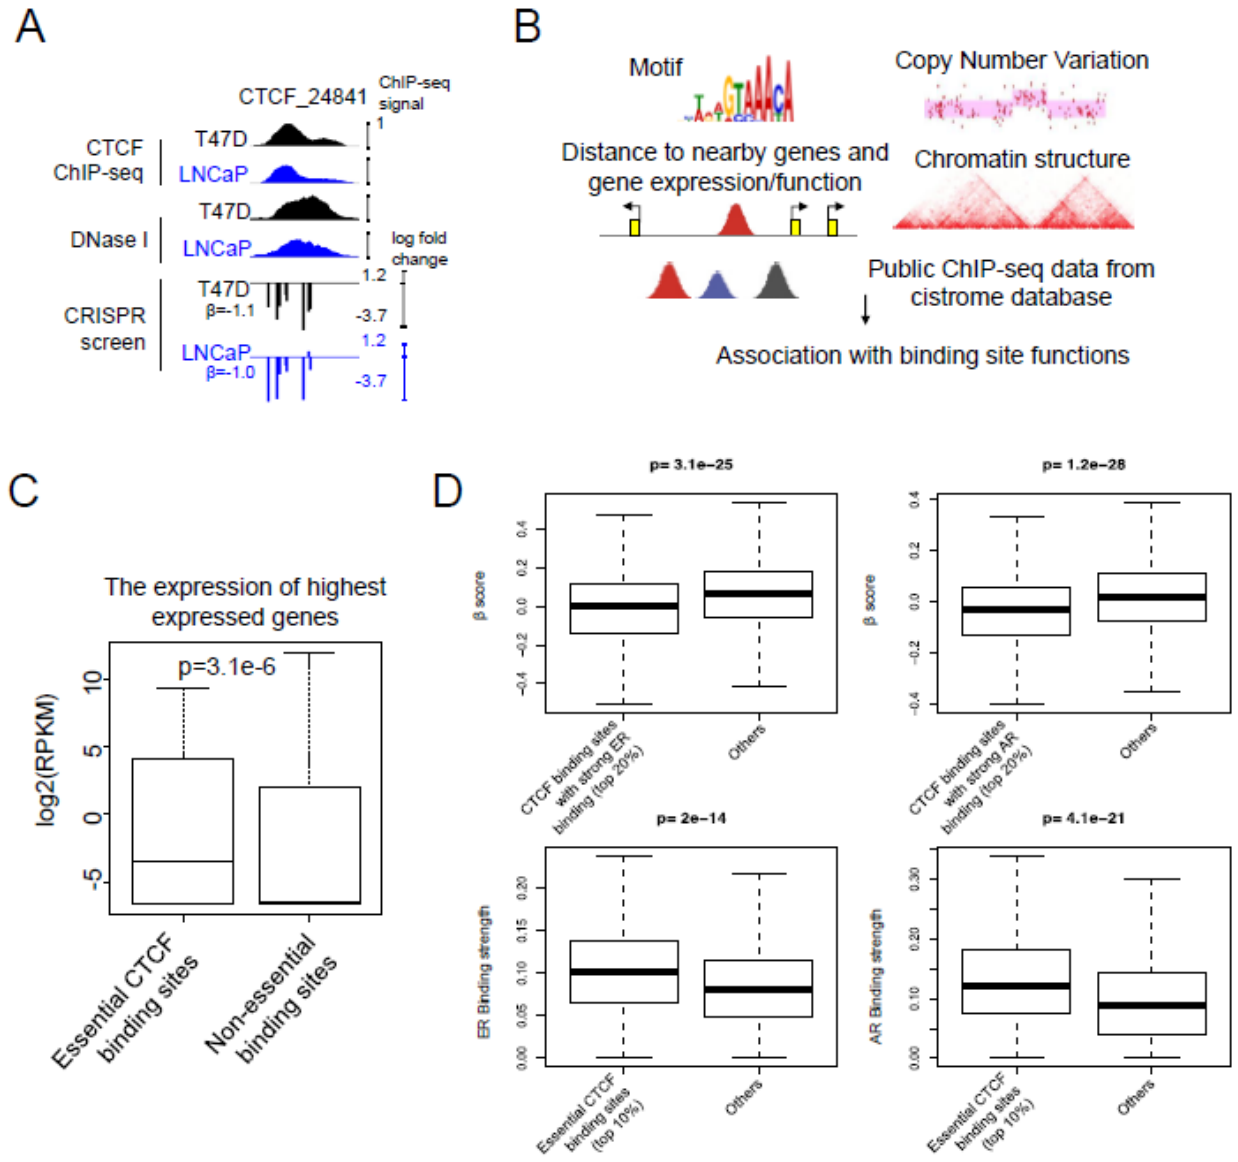 A
CTCF_24841
ChIP-seq
signal
CTCF
ChIP-seq
T47D
1
LNCaP
DNase I
T47D
LNCaP
log fold
change
CRISPR
screen
T47D
β=-1.1
1.2
-3.7
LNCaP
β=-1.0
1.2
-3.7
B
Motif
Copy Number Variation
Distance to nearby genes and
gene expression/function
Chromatin structure
Public ChIP-seq data from
cistrome database
Association with binding site functions
C
The expression of highest
expressed genes
p=3.1e-6
log2(RPKM)
10
5
0
-5
Essential CTCF
binding sites
Non-essential
binding sites
D
p= 3.1e-25
β score
0.4
0.2
0.0
-0.2
-0.4
CTCF binding sites
with strong ER
binding (top 20%)
Others
p= 1.2e-28
β score
0.4
0.2
0.0
-0.2
-0.4
CTCF binding sites
with strong AR
binding (top 20%)
Others
p= 2e-14
ER Binding strength
0.20
0.15
0.10
0.05
0.00
Essential CTCF
binding sites
(top 10%)
Others
p= 4.1e-21
AR Binding strength
0.30
0.20
0.10
0.00
Essential CTCF
binding sites
(top 10%)
Others